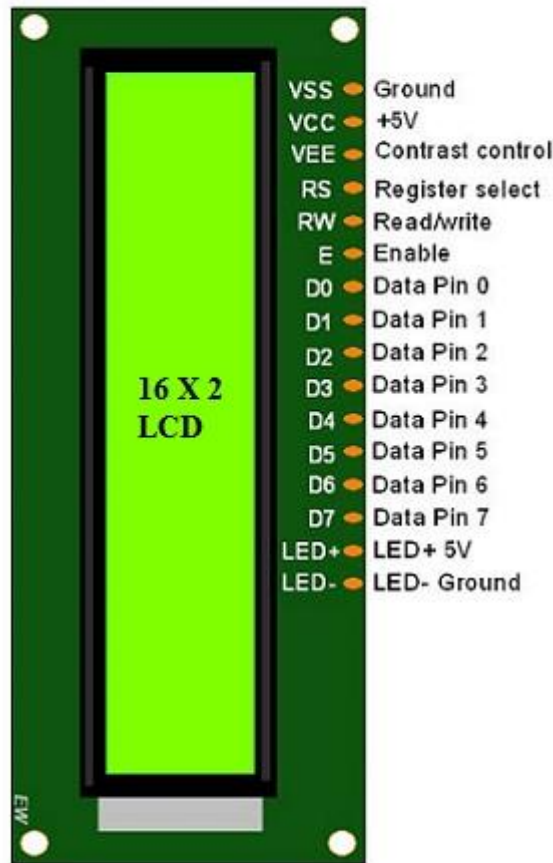 VSS Ground
VCC +5V
VEE Contrast control
RS Register select
RW Read/write
E Enable
D0 Data Pin 0
D1 Data Pin 1
D2 Data Pin 2
D3 Data Pin 3
D4 Data Pin 4
D5 Data Pin 5
D6 Data Pin 6
D7 Data Pin 7
LED+ LED+ 5V
LED- LED- Ground
16 X 2
LCD
EW